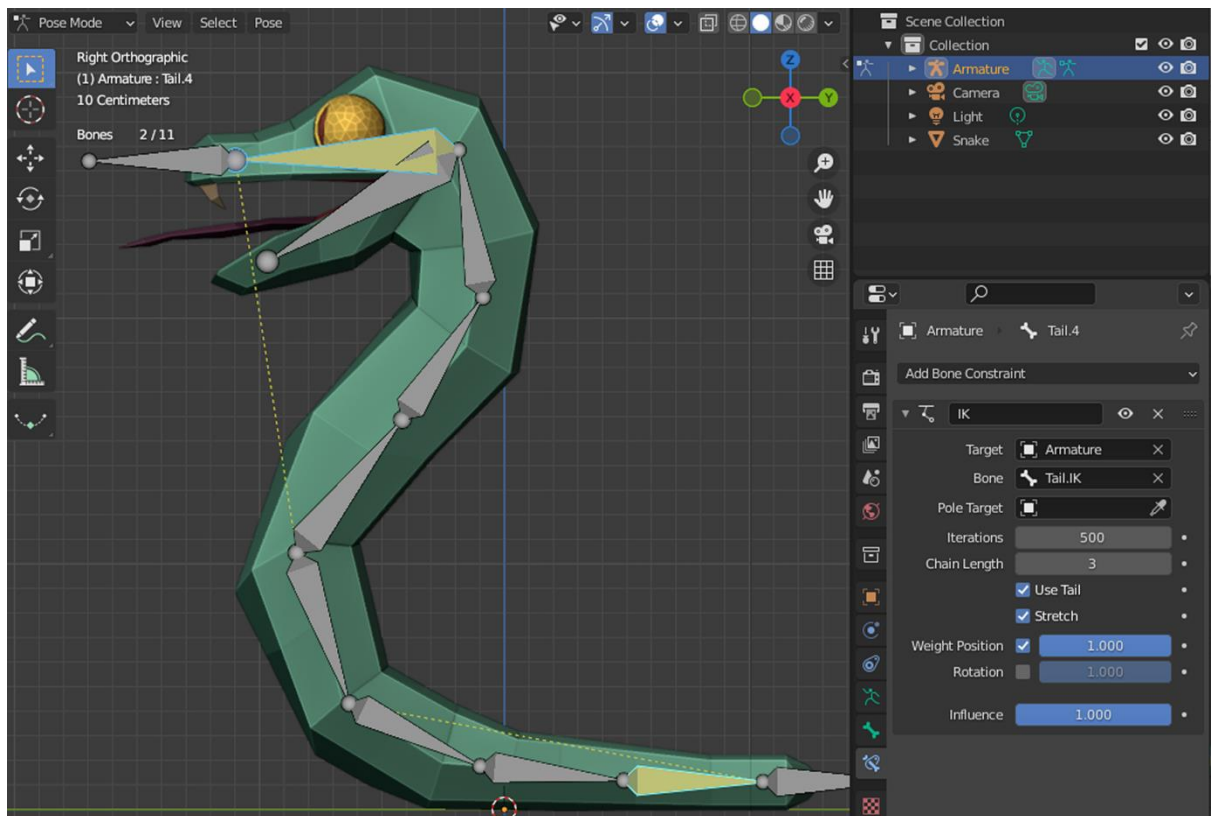 Pose Mode View Select Pose
Right Orthographic
(1) Armature : Tail.4
10 Centimeters
Bones 2 / 11
Z
X
Y
Scene Collection
Collection
Armature
Camera
Light
Snake
Armature Tail.4
Add Bone Constraint
IK
Target Armature
Bone Tail.IK
Pole Target
Iterations 500
Chain Length 3
Use Tail
Stretch
Weight Position 1.000
Rotation 1.000
Influence 1.000